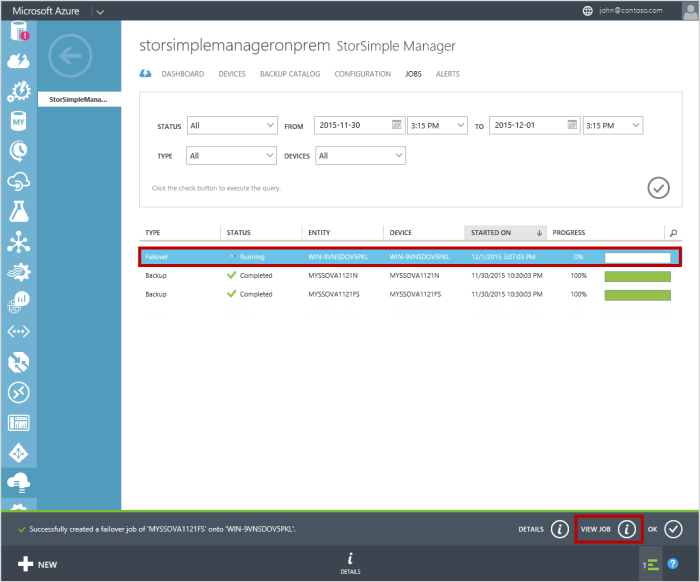 Microsoft Azure
john@contoso.com
storsimplemanageronprem StorSimple Manager
DASHBOARD DEVICES BACKUP CATALOG CONFIGURATION JOBS ALERTS
StorSimpleMana...
MY
STATUS All FROM 2015-11-30 3:15 PM TO 2015-12-01 3:15 PM
TYPE All DEVICES All
Click the check button to execute the query.
TYPE STATUS ENTITY DEVICE STARTED ON PROGRESS
Failover Running WIN-9VNSDOV5PKL WIN-9VNSDOV5PKL 12/1/2015 3:07:03 PM 0%
Backup Completed MYSSOVA1121N MYSSOVA1121N 11/30/2015 10:30:03 PM 100%
Backup Completed MYSSOVA1121FS MYSSOVA1121FS 11/30/2015 10:30:03 PM 100%
Successfully created a failover job of 'MYSSOVA1121FS' onto 'WIN-9VNSDOV5PKL'.
DETAILS VIEW JOB OK
NEW
DETAILS
1
?